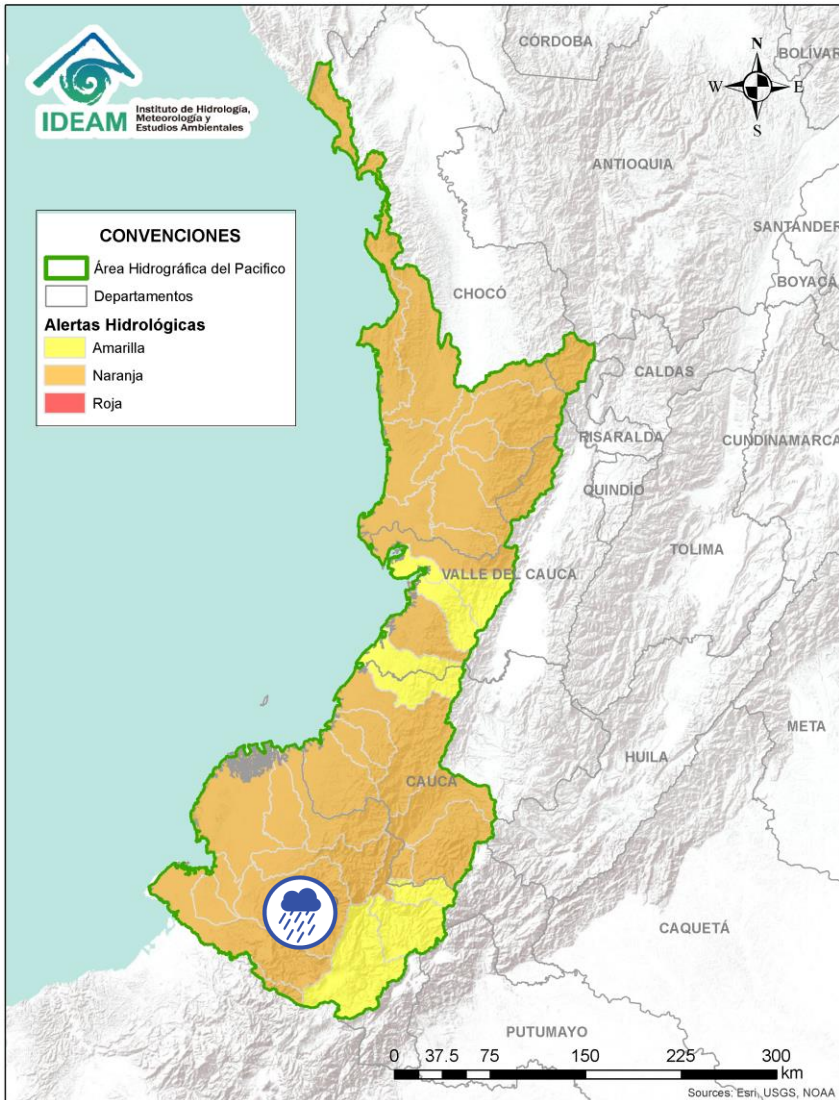 IDEAM
Instituto de Hidrología,
Meteorología y
Estudios Ambientales
CÓRDOBA
BOLÍVAR
N
W
E
S
ANTIOQUIA
SANTANDER
BOYACÁ
CONVENCIONES
Área Hidrográfica del Pacifico
Departamentos
Alertas Hidrológicas
Amarilla
Naranja
Roja
CHOCÓ
CALDAS
RISARALDA
CUNDINAMARCA
QUINDÍO
TOLIMA
VALLE DEL CAUCA
META
HUILA
CAUCA
CAQUETÁ
PUTUMAYO
0 37.5 75 150 225 300
km
Sources: Esri, USGS, NOAA